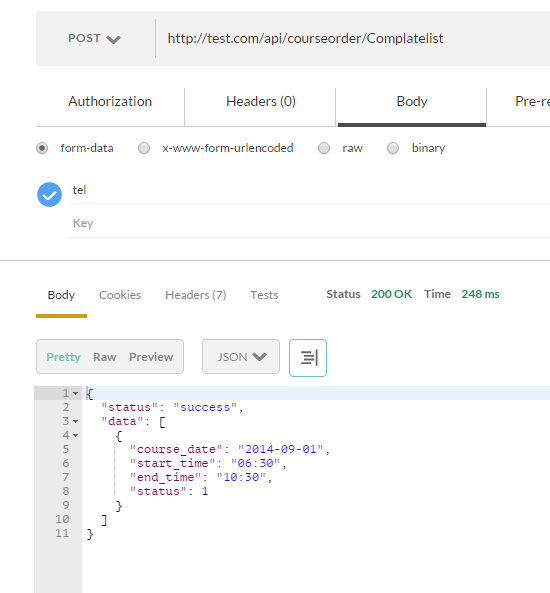 POST http://test.com/api/courseorder/Complatelist
Authorization Headers (0) Body Pre-re
form-data x-www-form-urlencoded raw binary
tel
Key
Body Cookies Headers (7) Tests Status 200 OK Time 248 ms
Pretty Raw Preview JSON
1 {
2 "status": "success",
3 "data": [
4 {
5 "course_date": "2014-09-01",
6 "start_time": "06:30",
7 "end_time": "10:30",
8 "status": 1
9 }
10 ]
11 }